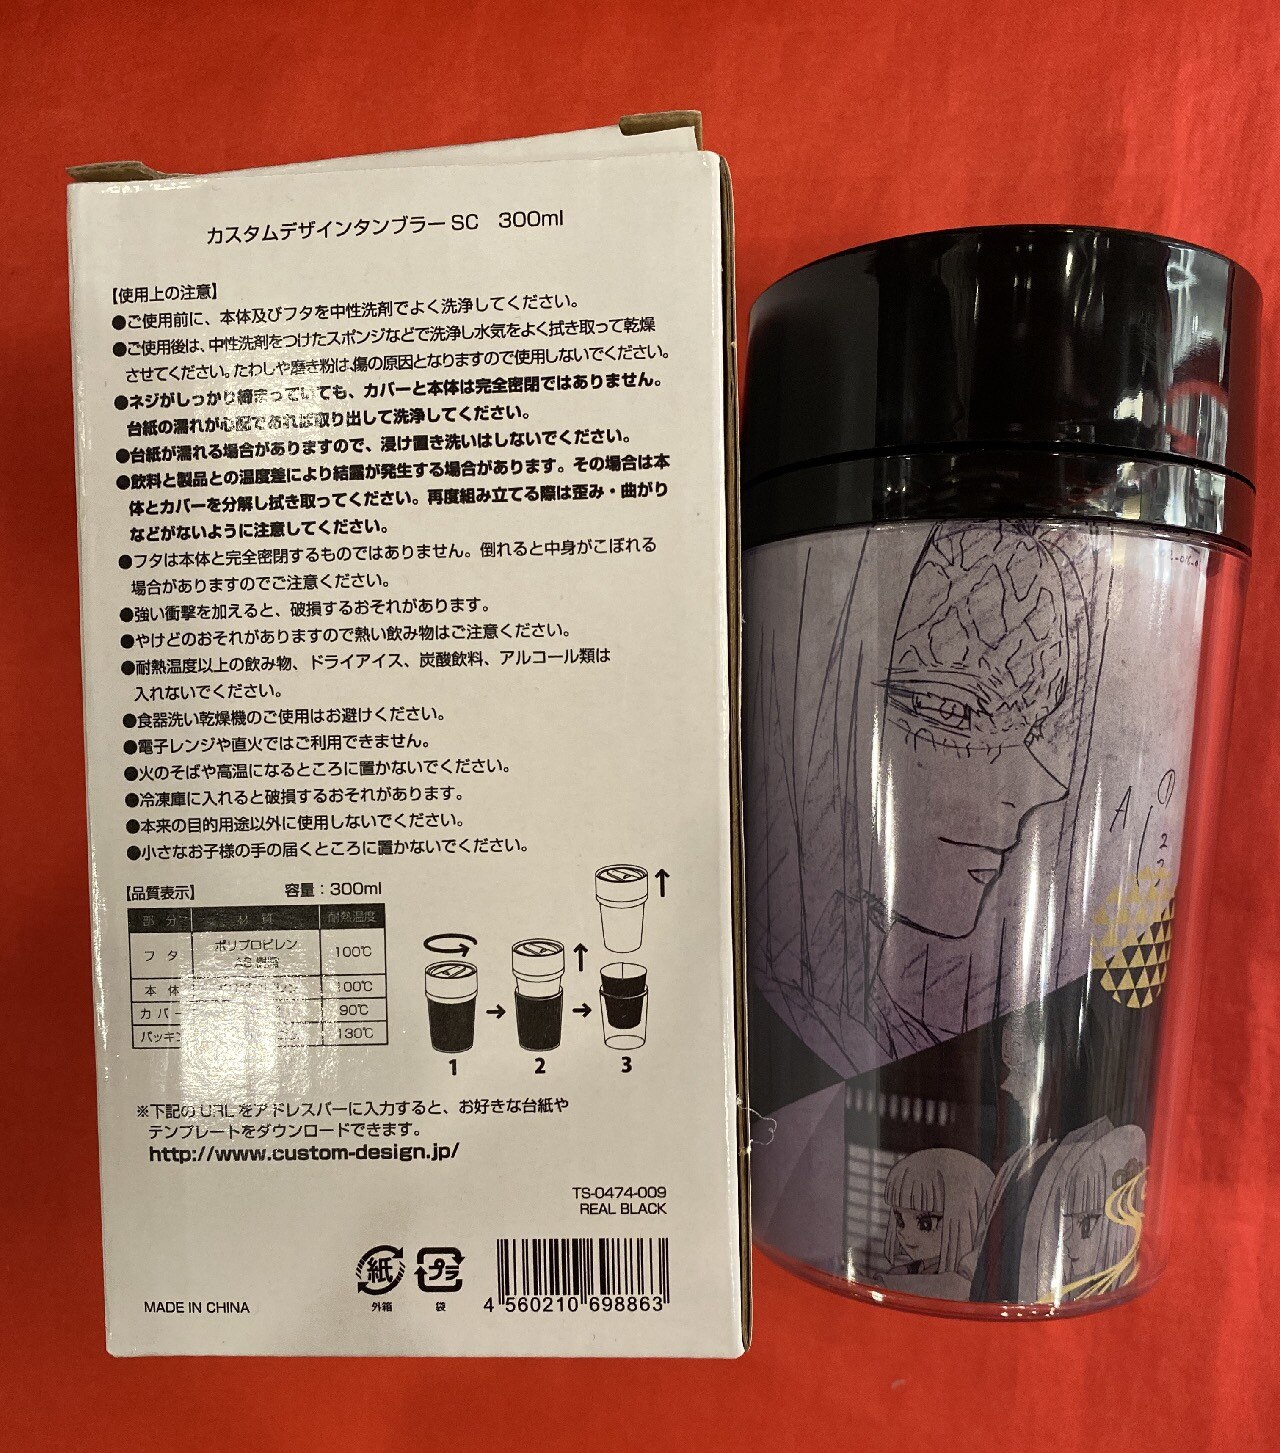 カスタムデザインタンブラー SC 300ml
【使用上の注意】
●ご使用前に、本体及びフタを中性洗剤でよく洗浄してください。
●ご使用後は、中性洗剤をつけたスポンジなどで洗浄し水気をよく拭き取って乾燥
させてください。たわしや磨き粉は、傷の原因となりますので使用しないでください。
●ネジがしっかり締まっていても、カバーと本体は完全密閉ではありません。
台紙の濡れが心配であれば取り出して洗浄してください。
●台紙が濡れる場合がありますので、浸け置き洗いはしないでください。
●飲料と製品との温度差により結露が発生する場合があります。その場合は本
体とカバーを分解し拭き取ってください。再度組み立てる際は歪み・曲がり
などがないように注意してください。
●フタは本体と完全密閉するものではありません。倒れると中身がこぼれる
場合がありますのでご注意ください。
●強い衝撃を加えると、破損するおそれがあります。
●やけどのおそれがありますので熱い飲み物はご注意ください。
●耐熱温度以上の飲み物、ドライアイス、炭酸飲料、アルコール類は
入れないでください。
●食器洗い乾燥機のご使用はお避けください。
●電子レンジや直火ではご利用できません。
●火のそばや高温になるところに置かないでください。
●冷凍庫に入れると破損するおそれがあります。
●本来の目的用途以外に使用しないでください。
●小さなお子様の手の届くところに置かないでください。
【品質表示】 容量：300ml
部 分 材 質 耐熱温度
フ タ ポリプロピレン 100℃
本 体 100℃
カバー 90℃
パッキン 130℃
1 2 3
※下記のURLをアドレスバーに入力すると、お好きな台紙や
テンプレートをダウンロードできます。
http://www.custom-design.jp/
TS-0474-009
REAL BLACK
紙 プラ
外箱 袋
MADE IN CHINA
4 560210 698863
A ①
2